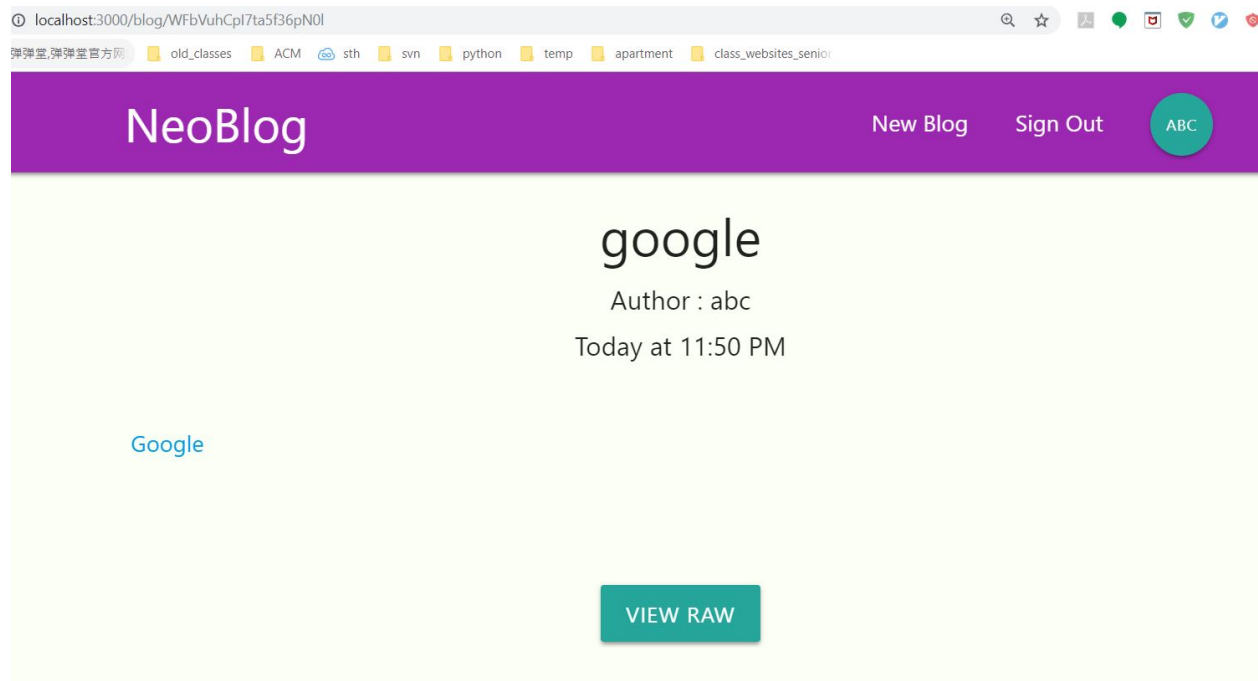 localhost:3000/blog/WFbVuhCpI7ta5f36pN0l
弹弹堂,弹弹堂官方网 old_classes ACM sth svn python temp apartment class_websites_senior
NeoBlog New Blog Sign Out ABC
google
Author : abc
Today at 11:50 PM
Google
VIEW RAW